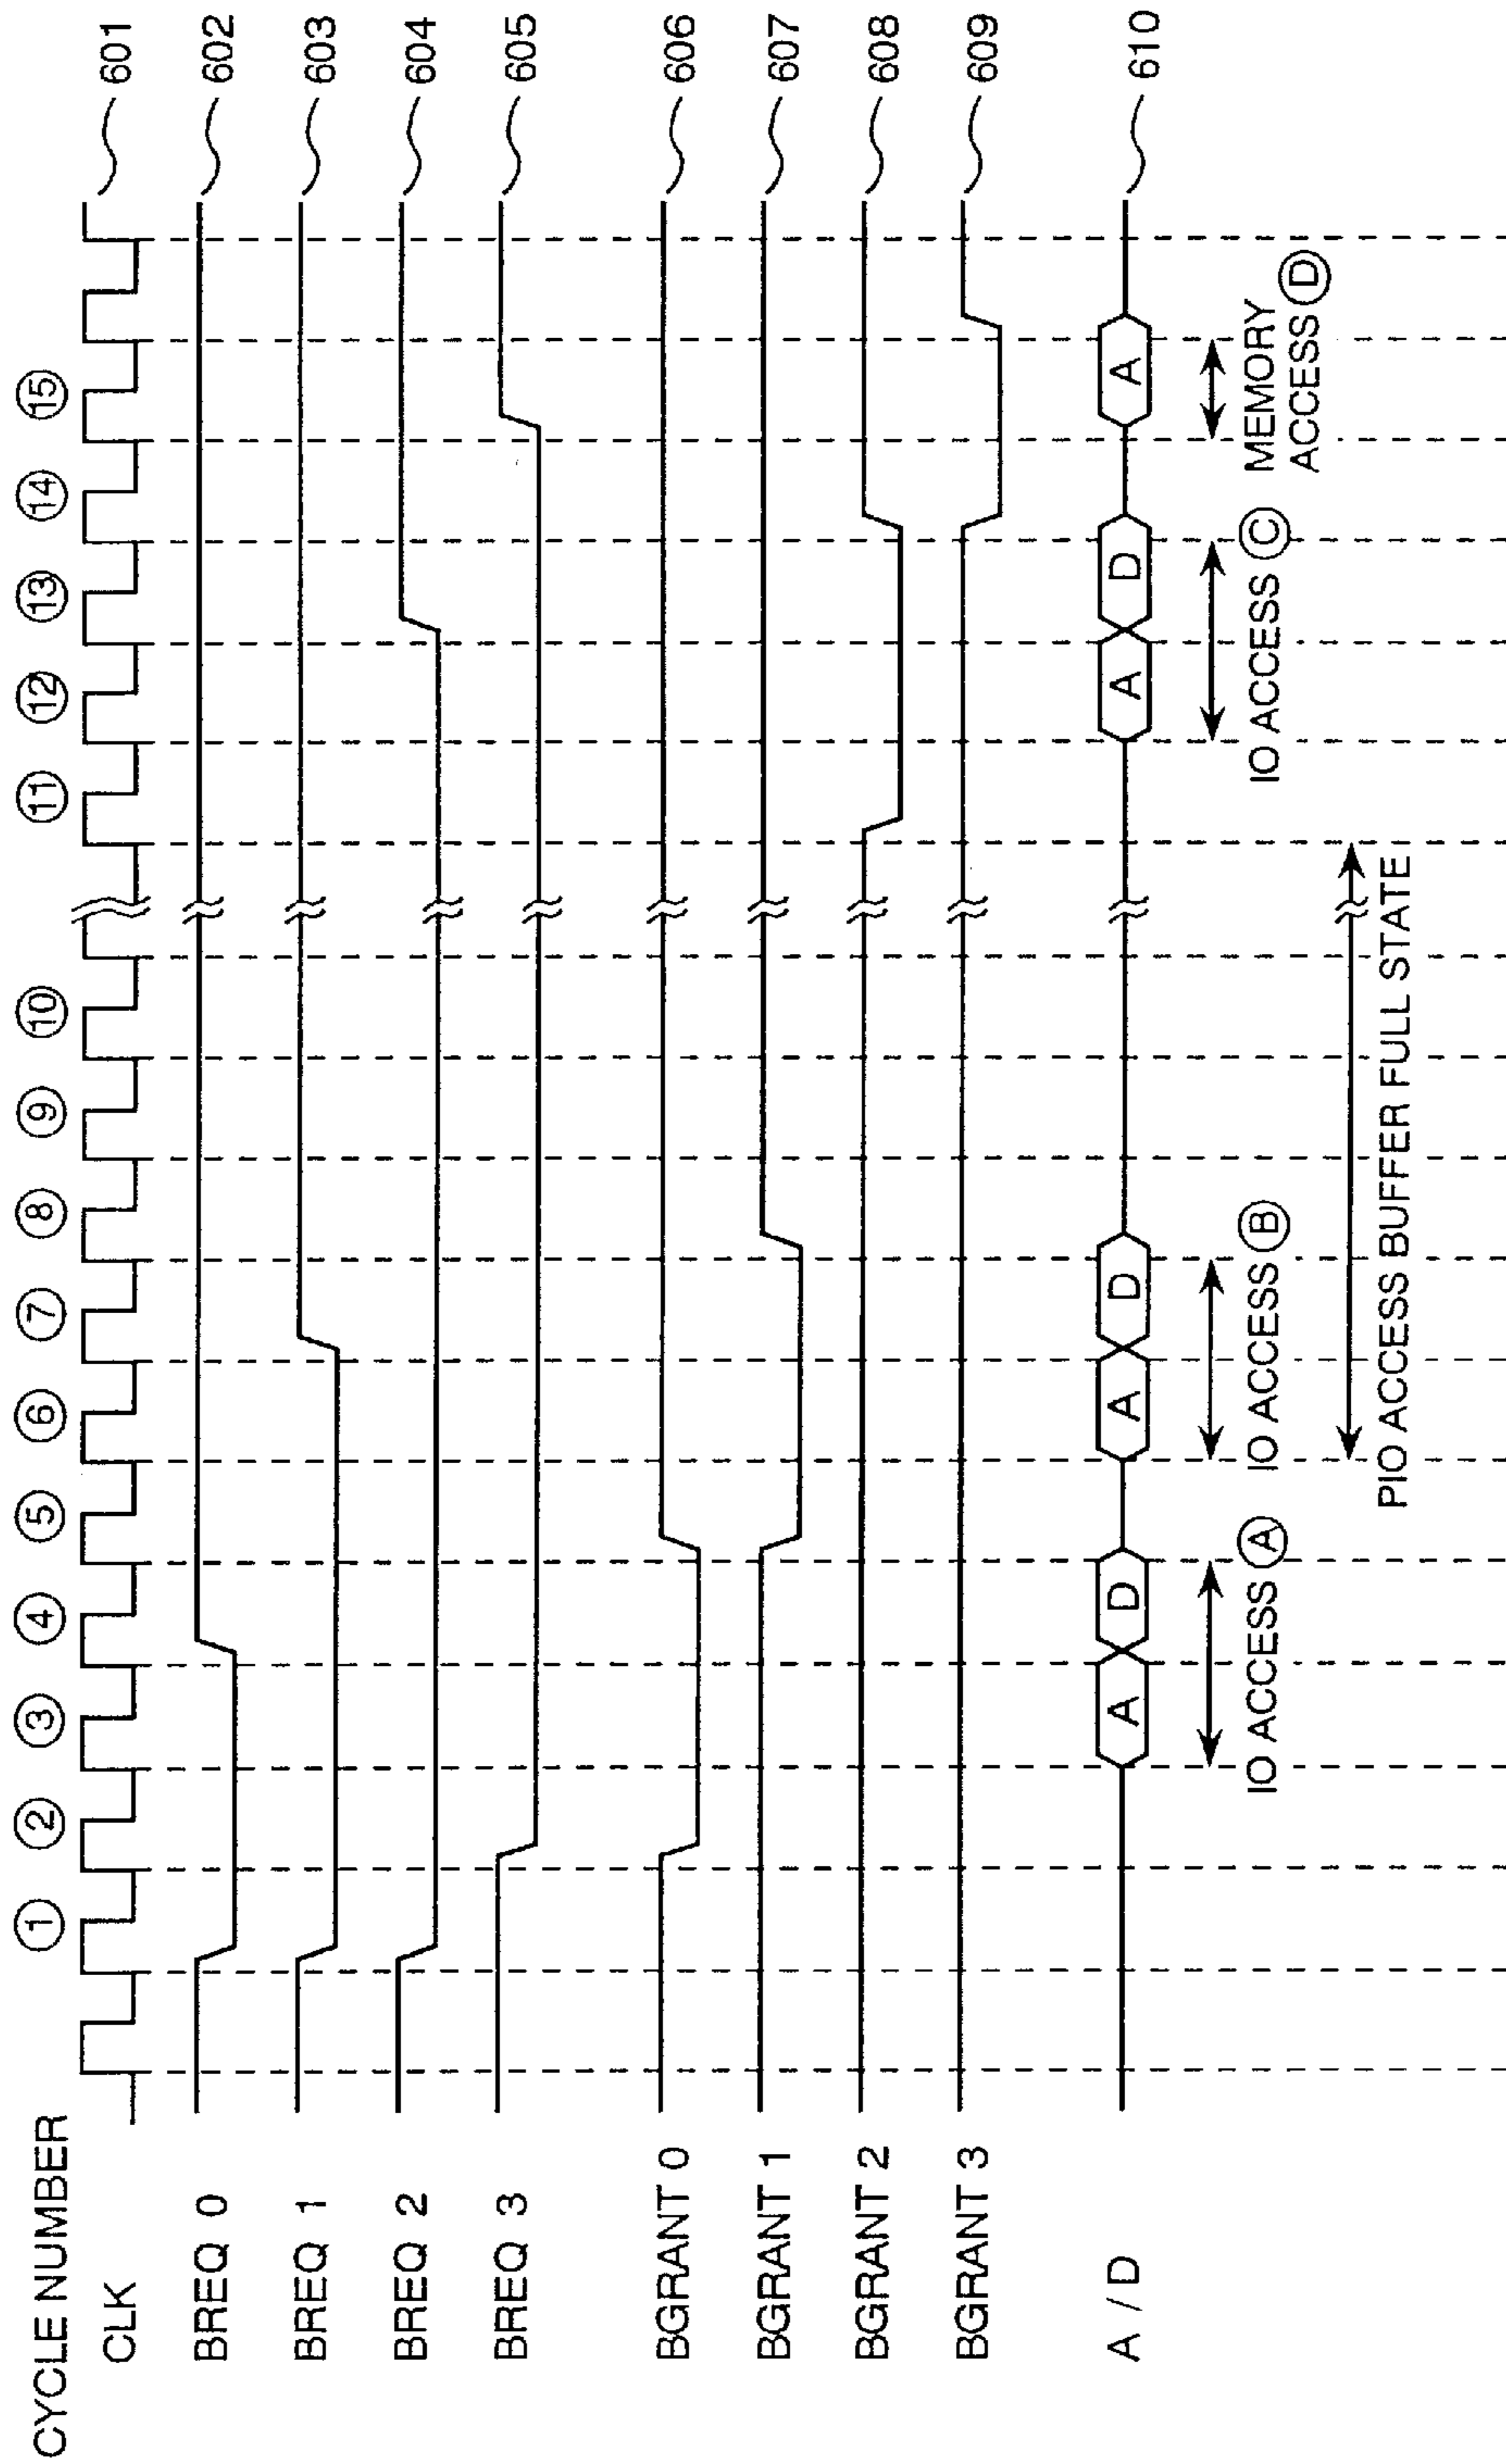 CYCLE NUMBER ① ② ③ ④ ⑤ ⑥ ⑦ ⑧ ⑨ ⑩ ⑪ ⑫ ⑬ ⑭ ⑮
CLK 601
BREQ 0 602
BREQ 1 603
BREQ 2 604
BREQ 3 605
BGRANT 0 606
BGRANT 1 607
BGRANT 2 608
BGRANT 3 609
A / D A D A D A D A 610
IO ACCESS Ⓐ IO ACCESS Ⓑ IO ACCESS Ⓒ MEMORY
ACCESS Ⓓ
PIO ACCESS BUFFER FULL STATE